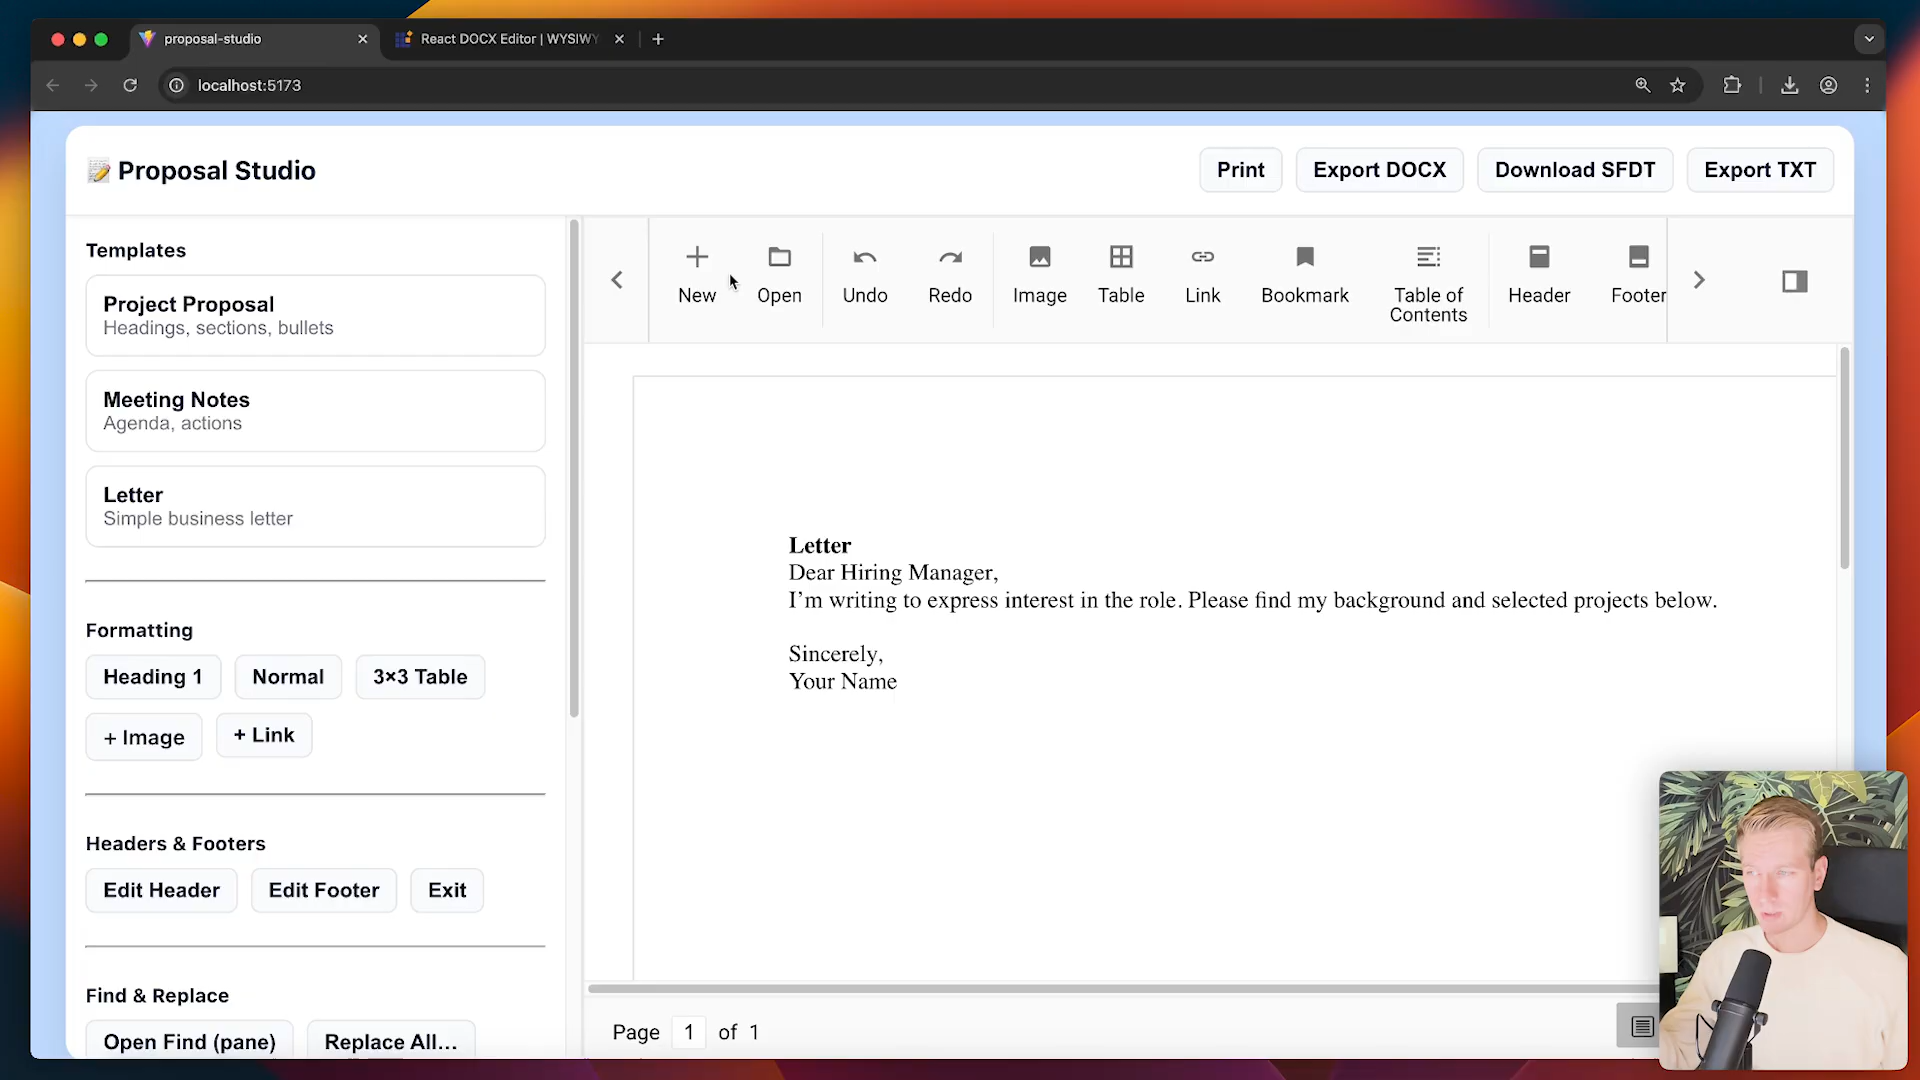 proposal-studio
React DOCX Editor | WYSIWY
localhost:5173
Proposal Studio
Print
Export DOCX
Download SFDT
Export TXT
Templates
Project Proposal
Headings, sections, bullets
Meeting Notes
Agenda, actions
Letter
Simple business letter
Formatting
Heading 1
Normal
3×3 Table
+ Image
+ Link
Headers & Footers
Edit Header
Edit Footer
Exit
Find & Replace
Open Find (pane)
Replace All...
New
Open
Undo
Redo
Image
Table
Link
Bookmark
Table of
Contents
Header
Footer
Letter
Dear Hiring Manager,
I’m writing to express interest in the role. Please find my background and selected projects below.
Sincerely,
Your Name
Page 1 of 1